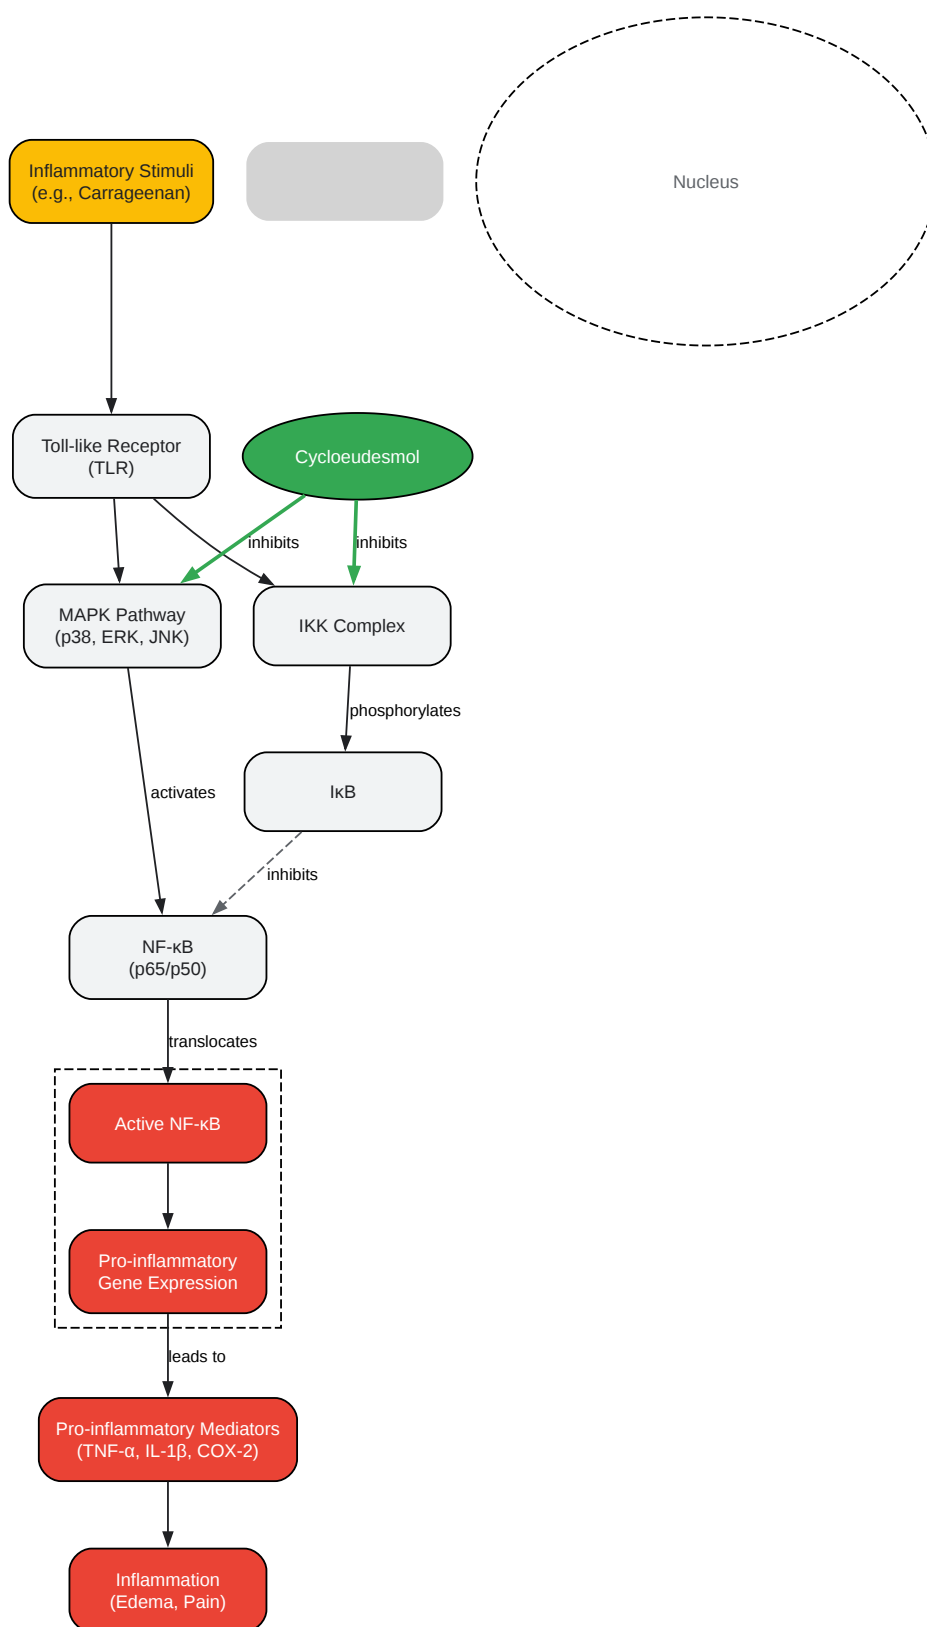 Inflammatory Stimuli
(e.g., Carrageenan)
Nucleus
Toll-like Receptor
(TLR)
Cycloeudesmol
inhibits
inhibits
MAPK Pathway
(p38, ERK, JNK)
IKK Complex
phosphorylates
activates
IκB
inhibits
NF-κB
(p65/p50)
translocates
Active NF-κB
Pro-inflammatory
Gene Expression
leads to
Pro-inflammatory Mediators
(TNF-α, IL-1β, COX-2)
Inflammation
(Edema, Pain)